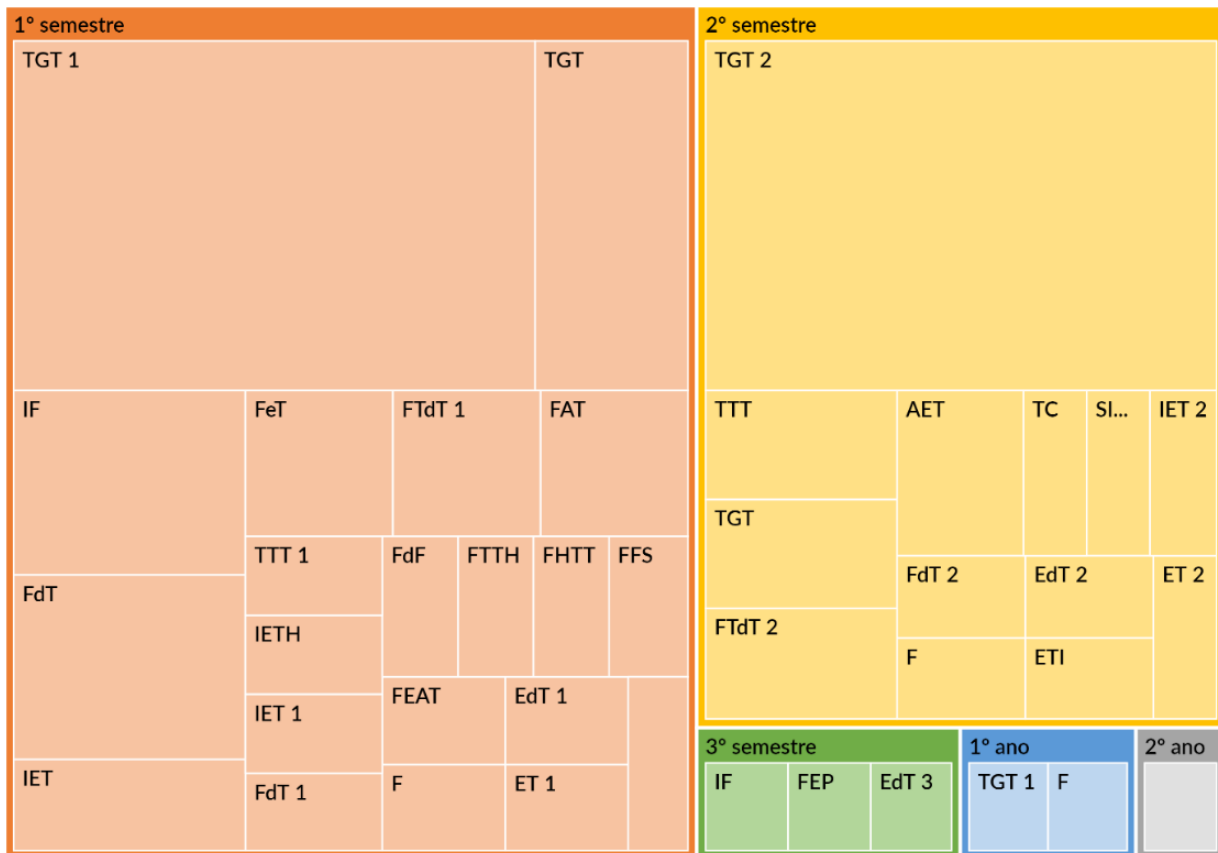 1° semestre
TGT 1
TGT
IF
FeT
FTdT 1
FAT
FdT
TTT 1
FdF
FTTH
FHTT
FFS
IETH
IET 1
FEAT
EdT 1
IET
FdT 1
F
ET 1
2° semestre
TGT 2
TTT
AET
TC
SI...
IET 2
TGT
FdT 2
EdT 2
ET 2
FTdT 2
F
ETI
3° semestre
IF
FEP
EdT 3
1° ano
TGT 1
F
2° ano